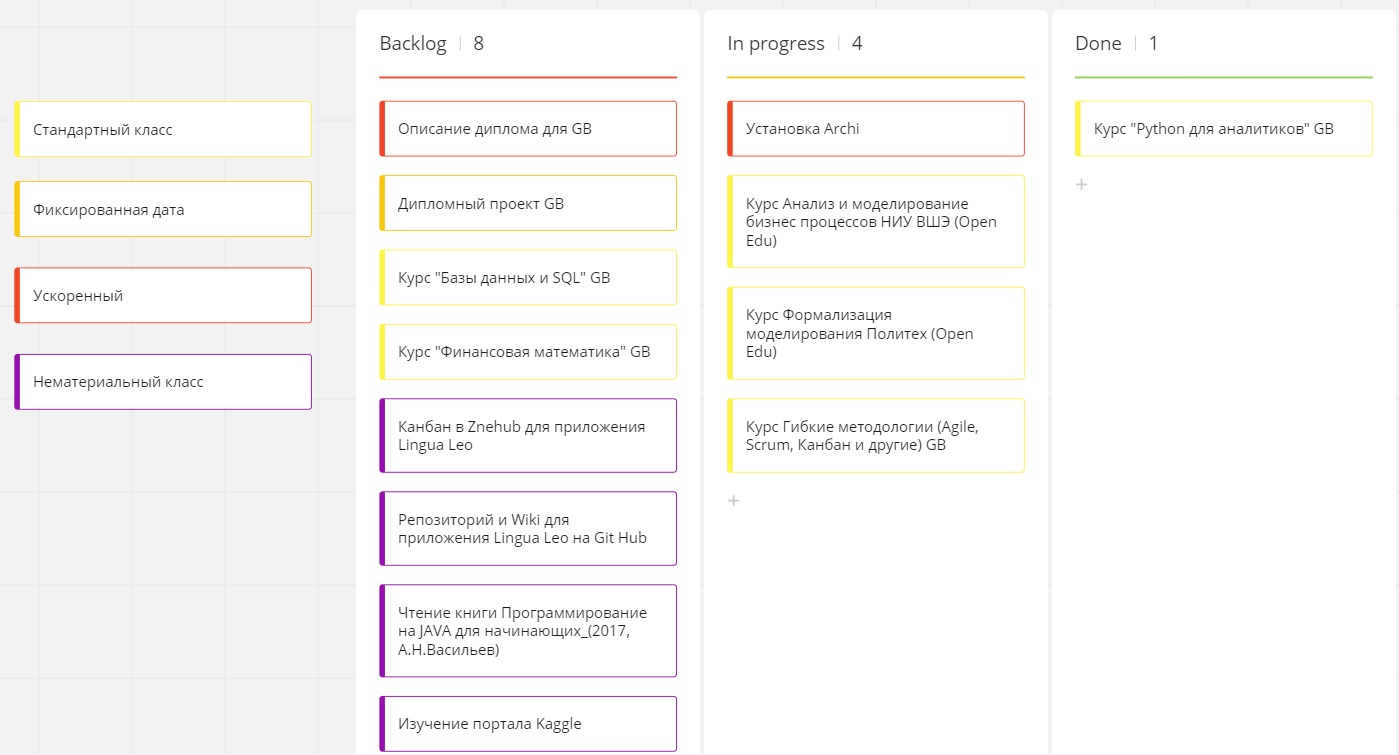 Стандартный класс
Фиксированная дата
Ускоренный
Нематериальный класс
Backlog 8
Описание диплома для GB
Дипломный проект GB
Курс "Базы данных и SQL" GB
Курс "Финансовая математика" GB
Канбан в Znehub для приложения
Lingua Leo
Репозиторий и Wiki для
приложения Lingua Leo на Git Hub
Чтение книги Программирование
на JAVA для начинающих_(2017,
А.Н.Васильев)
Изучение портала Kaggle
In progress 4
Установка Archi
Курс Анализ и моделирование
бизнес процессов НИУ ВШЭ (Open
Edu)
Курс Формализация
моделирования Политех (Open
Edu)
Курс Гибкие методологии (Agile,
Scrum, Канбан и другие) GB
Done 1
Курс "Python для аналитиков" GB